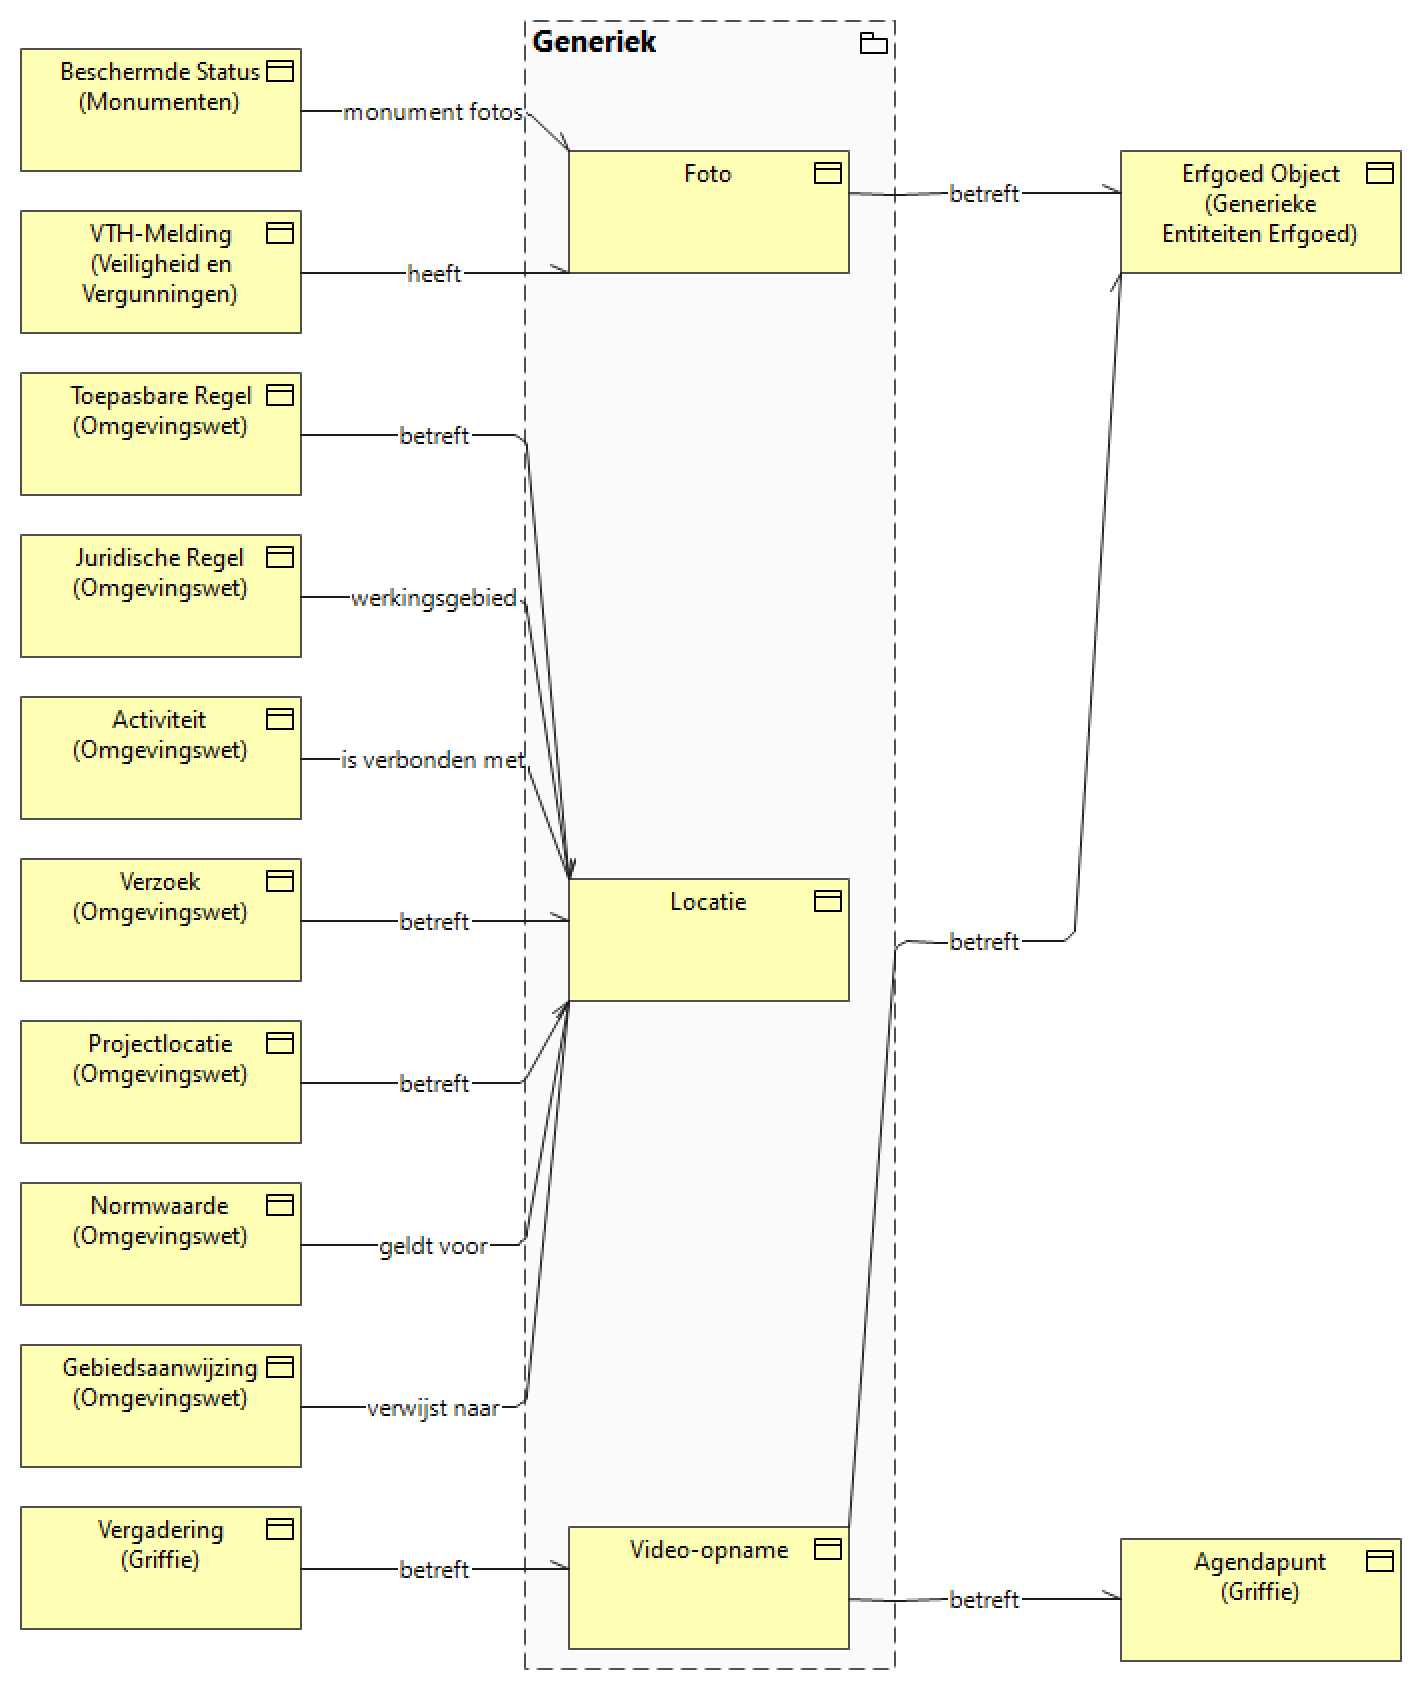 Generiek
Beschermde Status
(Monumenten)
monument fotos
Foto
betreft
Erfgoed Object
(Generieke
Entiteiten Erfgoed)
VTH-Melding
(Veiligheid en
Vergunningen)
heeft
Toepasbare Regel
(Omgevingswet)
betreft
Juridische Regel
(Omgevingswet)
werkingsgebied
Activiteit
(Omgevingswet)
is verbonden met
Verzoek
(Omgevingswet)
betreft
Locatie
betreft
Projectlocatie
(Omgevingswet)
betreft
Normwaarde
(Omgevingswet)
geldt voor
Gebiedsaanwijzing
(Omgevingswet)
verwijst naar
Vergadering
(Griffie)
betreft
Video-opname
betreft
Agendapunt
(Griffie)